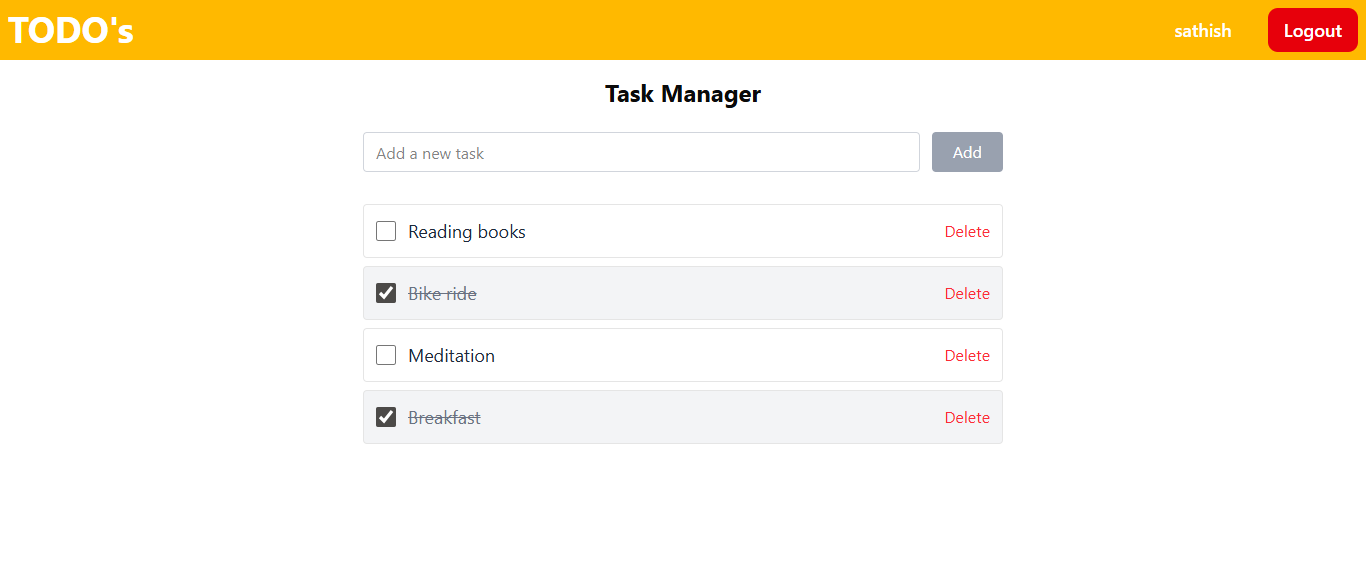 TODO's sathish Logout
Task Manager
Add a new task Add
Reading books Delete
Bike ride Delete
Meditation Delete
Breakfast Delete